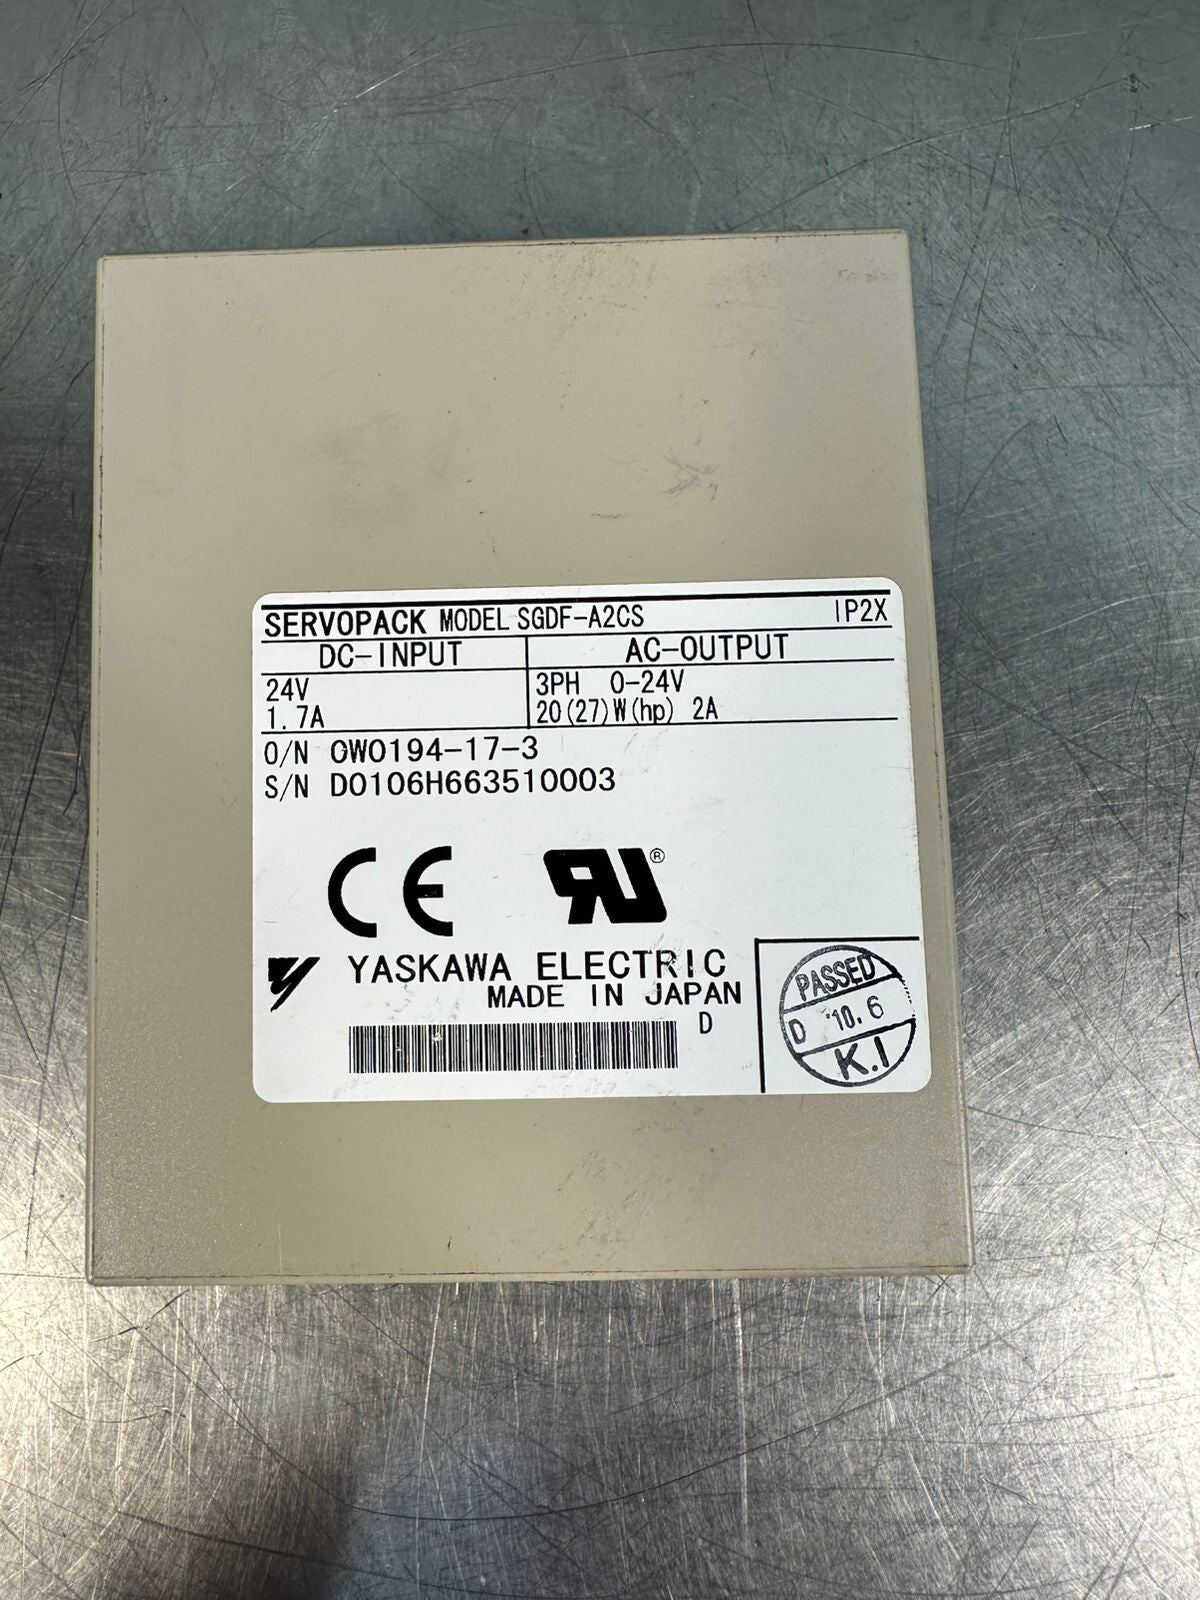 SERVOPACK MODEL SGDF-A2CS IP2X
DC-INPUT AC-OUTPUT
24V 3PH 0-24V
1.7A 20(27)W(hp) 2A
O/N 0W0194-17-3
S/N D0106H663510003
CE RU®
YASKAWA ELECTRIC
MADE IN JAPAN
D
PASSED
D '10.6
K.I